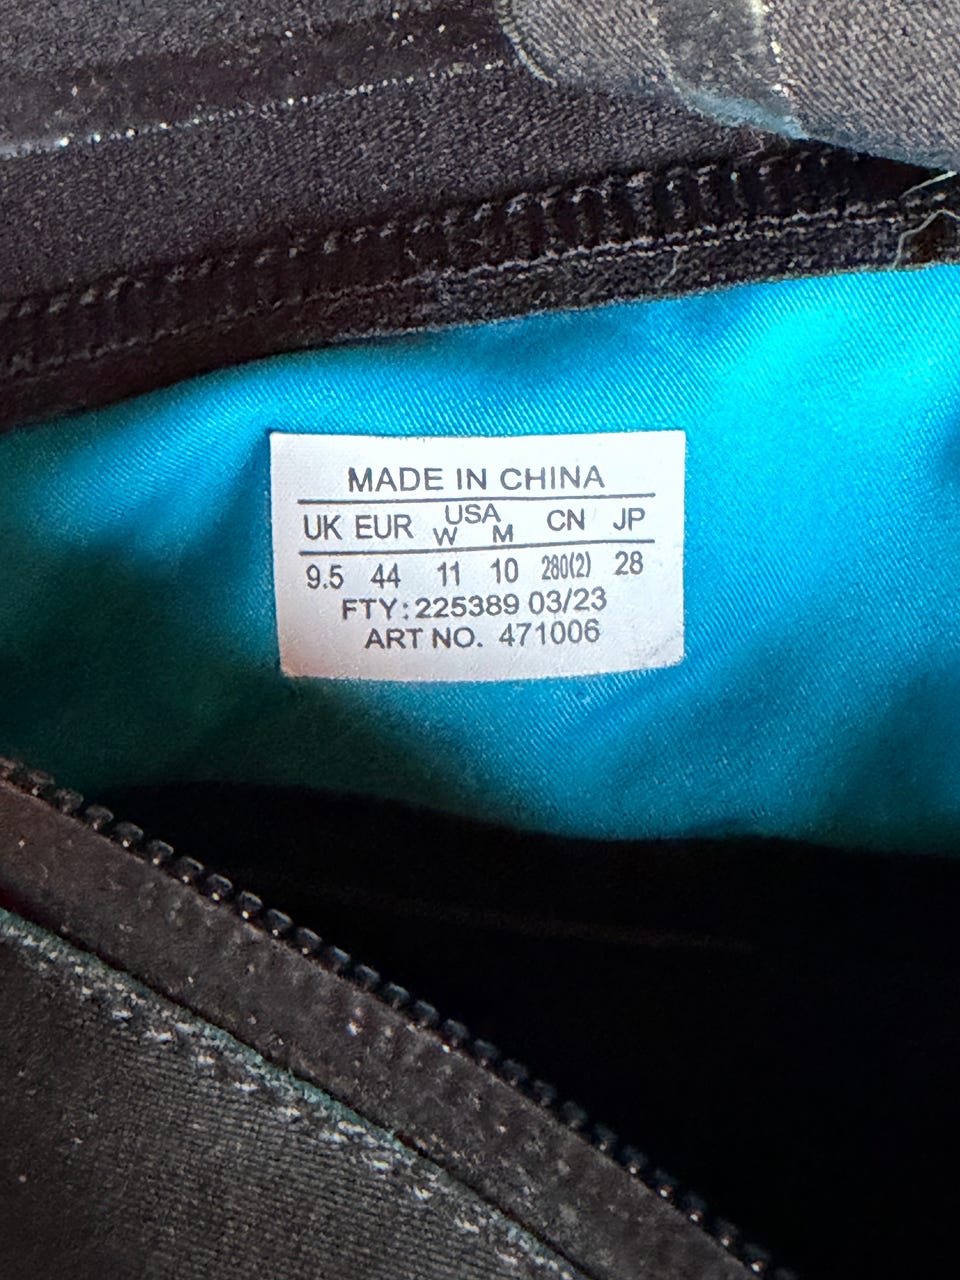 MADE IN CHINA
UK EUR USA W M CN JP
9.5 44 11 10 280(2) 28
FTY: 225389 03/23
ART NO. 471006